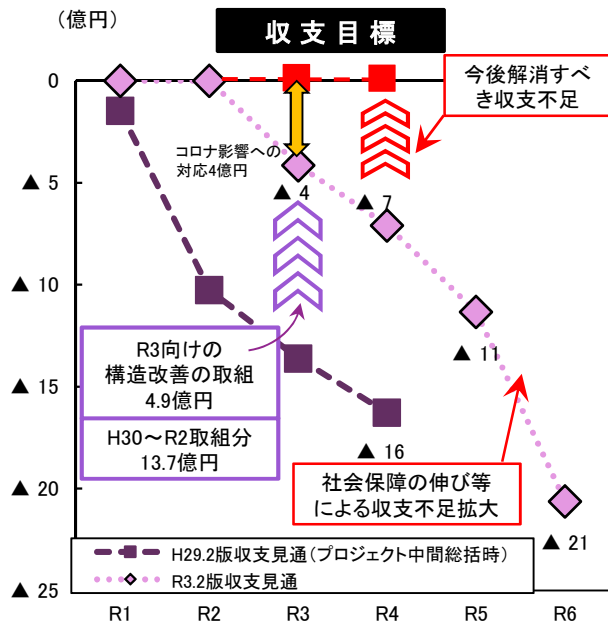 (億円)
収支目標
0
今後解消すべ
き収支不足
コロナ影響への
対応4億円
▲ 5
▲ 4
▲ 7
▲ 10
R3向けの
構造改善の取組
4.9億円
▲ 11
▲ 15
H30～R2取組分
13.7億円
▲ 16
社会保障の伸び等
による収支不足拡大
▲ 20
▲ 21
H29.2版収支見通（プロジェクト中間総括時）
R3.2版収支見通
▲ 25
R1 R2 R3 R4 R5 R6